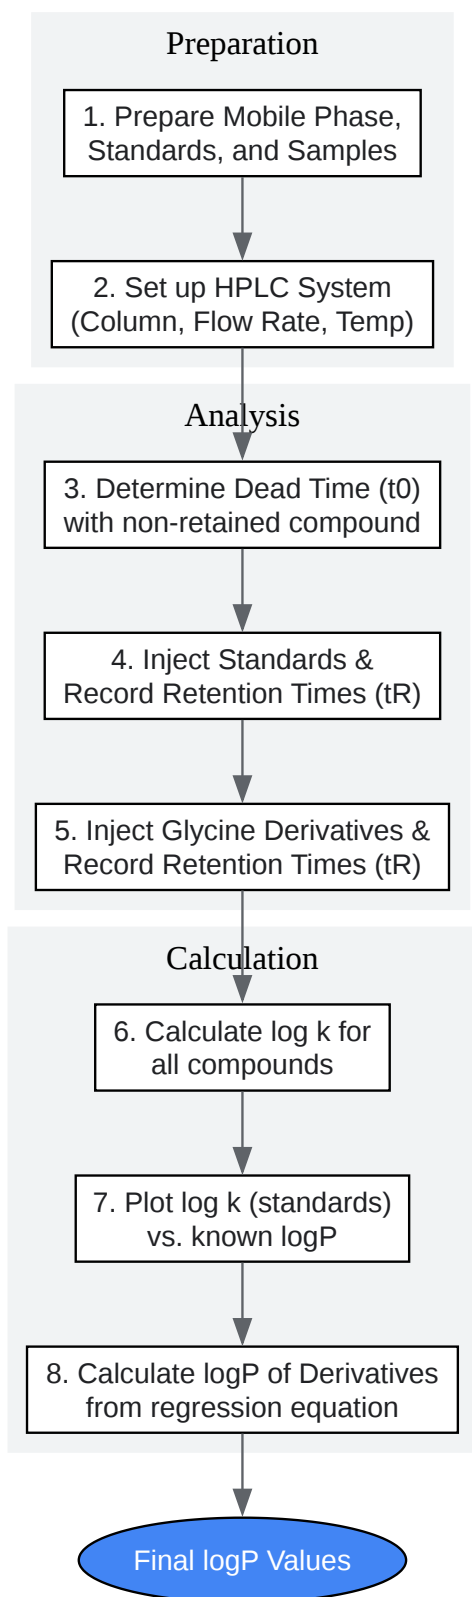 Preparation
1. Prepare Mobile Phase,
Standards, and Samples
2. Set up HPLC System
(Column, Flow Rate, Temp)
Analysis
3. Determine Dead Time (t0)
with non-retained compound
4. Inject Standards &
Record Retention Times (tR)
5. Inject Glycine Derivatives &
Record Retention Times (tR)
Calculation
6. Calculate log k for
all compounds
7. Plot log k (standards)
vs. known logP
8. Calculate logP of Derivatives
from regression equation
Final logP Values